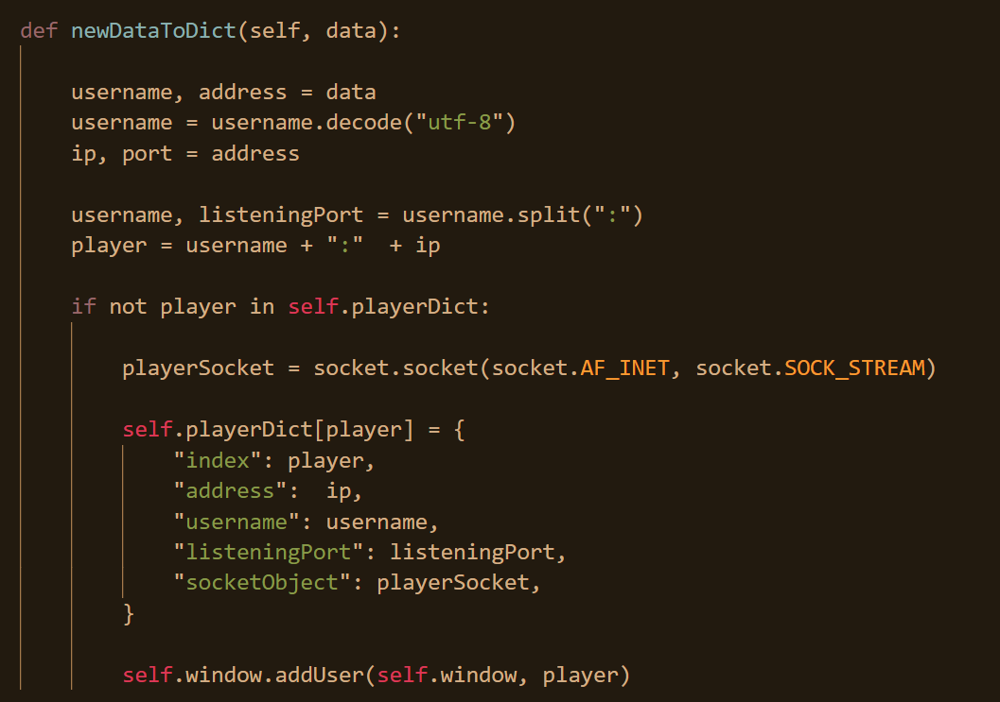 def newDataToDict(self, data):
username, address = data
username = username.decode("utf-8")
ip, port = address
username, listeningPort = username.split(":")
player = username + ":"  + ip
if not player in self.playerDict:
playerSocket = socket.socket(socket.AF_INET, socket.SOCK_STREAM)
self.playerDict[player] = {
"index": player,
"address":  ip,
"username": username,
"listeningPort": listeningPort,
"socketObject": playerSocket,
}
self.window.addUser(self.window, player)